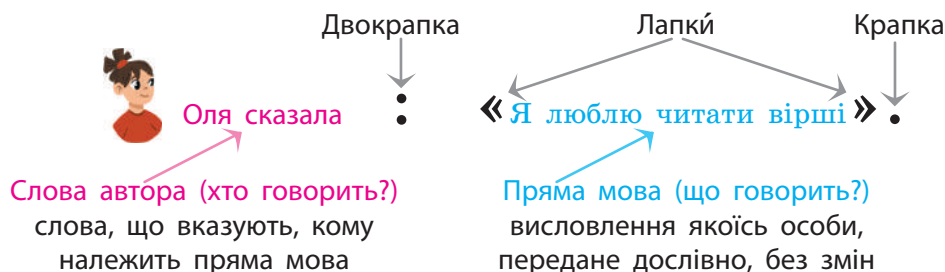 Двокрапка Лапки́ Крапка
Оля сказала : «Я люблю читати вірші».
Слова автора (хто говорить?) Пряма мова (що говорить?)
слова, що вказують, кому висловлення якоїсь особи,
належить пряма мова передане дослівно, без змін